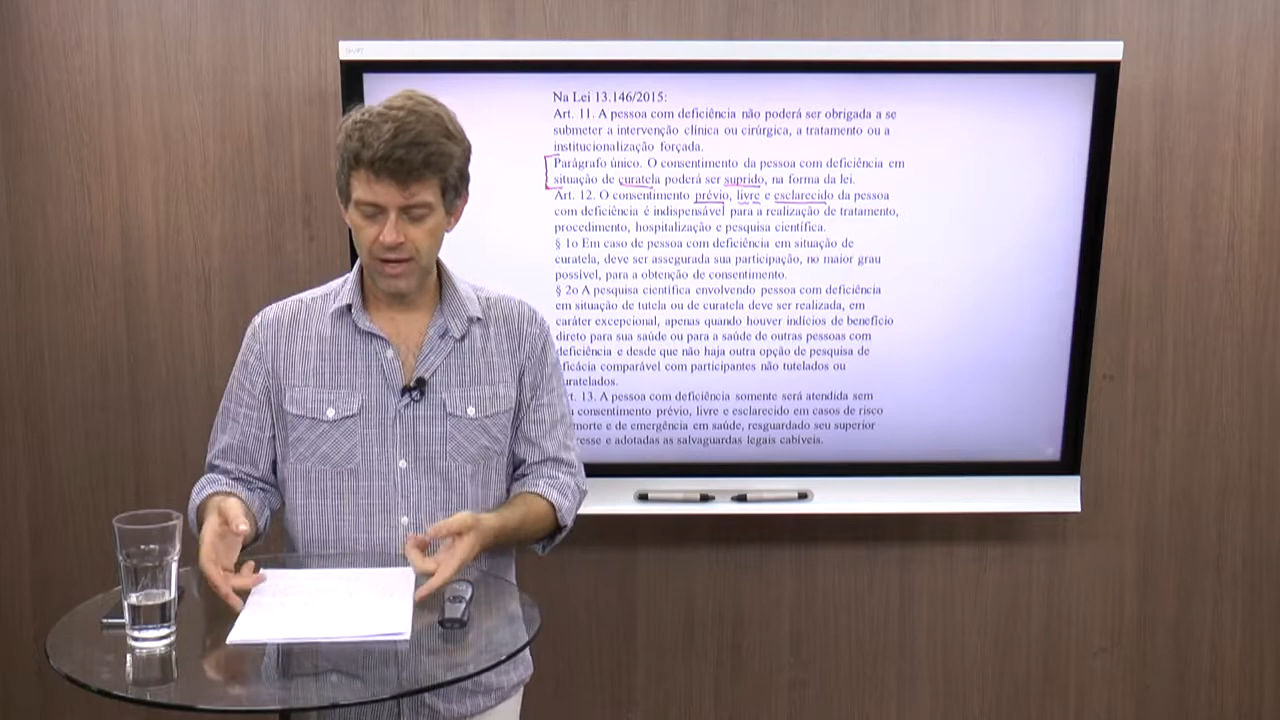 Na Lei 13.146/2015:
Art. 11. A pessoa com deficiência não poderá ser obrigada a se
submeter a intervenção clínica ou cirúrgica, a tratamento ou a
institucionalização forçada.
Parágrafo único. O consentimento da pessoa com deficiência em
situação de curatela poderá ser suprido, na forma da lei.
Art. 12. O consentimento prévio, livre e esclarecido da pessoa
com deficiência é indispensável para a realização de tratamento,
procedimento, hospitalização e pesquisa científica.
§ 1o Em caso de pessoa com deficiência em situação de
curatela, deve ser assegurada sua participação, no maior grau
possível, para a obtenção de consentimento.
§ 2o A pesquisa científica envolvendo pessoa com deficiência
em situação de tutela ou de curatela deve ser realizada, em
caráter excepcional, apenas quando houver indícios de benefício
direto para sua saúde ou para a saúde de outras pessoas com
deficiência e desde que não haja outra opção de pesquisa de
ficácia comparável com participantes não tutelados ou
uratelados.
rt. 13. A pessoa com deficiência somente será atendida sem
consentimento prévio, livre e esclarecido em casos de risco
morte e de emergência em saúde, resguardado seu superior
resse e adotadas as salvaguardas legais cabíveis.